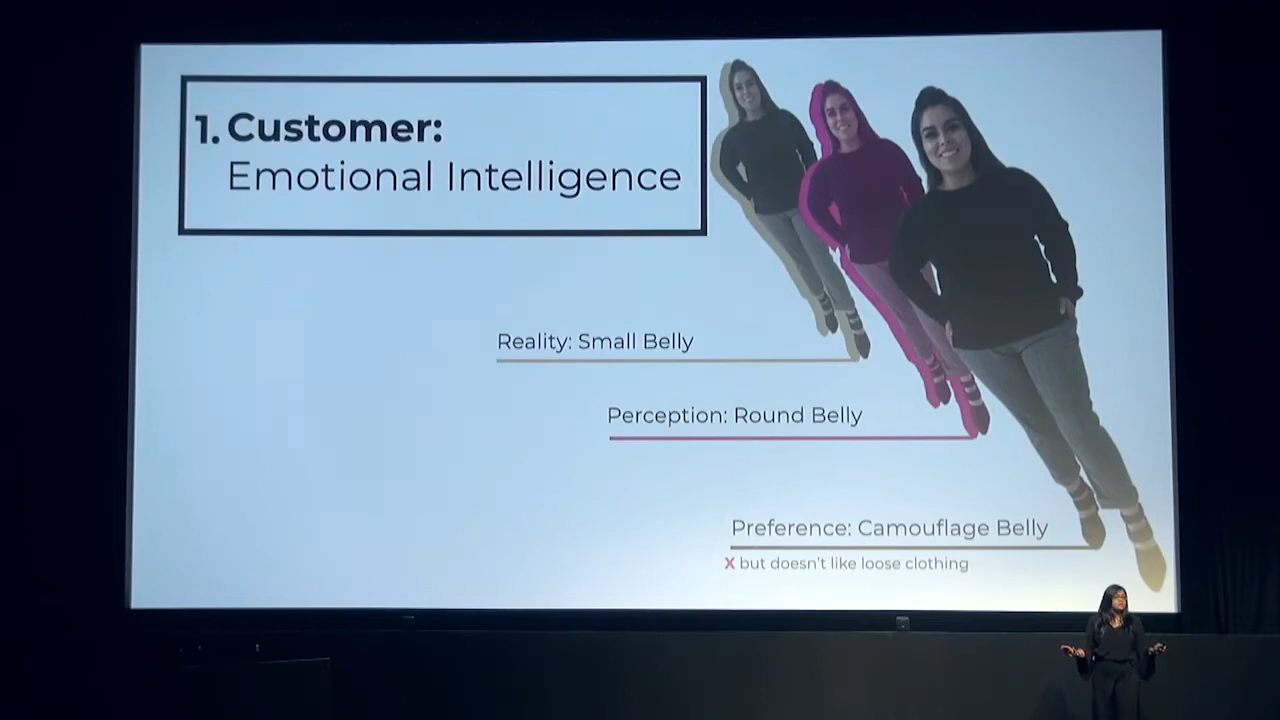 1. Customer:
Emotional Intelligence
Reality: Small Belly
Perception: Round Belly
Preference: Camouflage Belly
X but doesn't like loose clothing